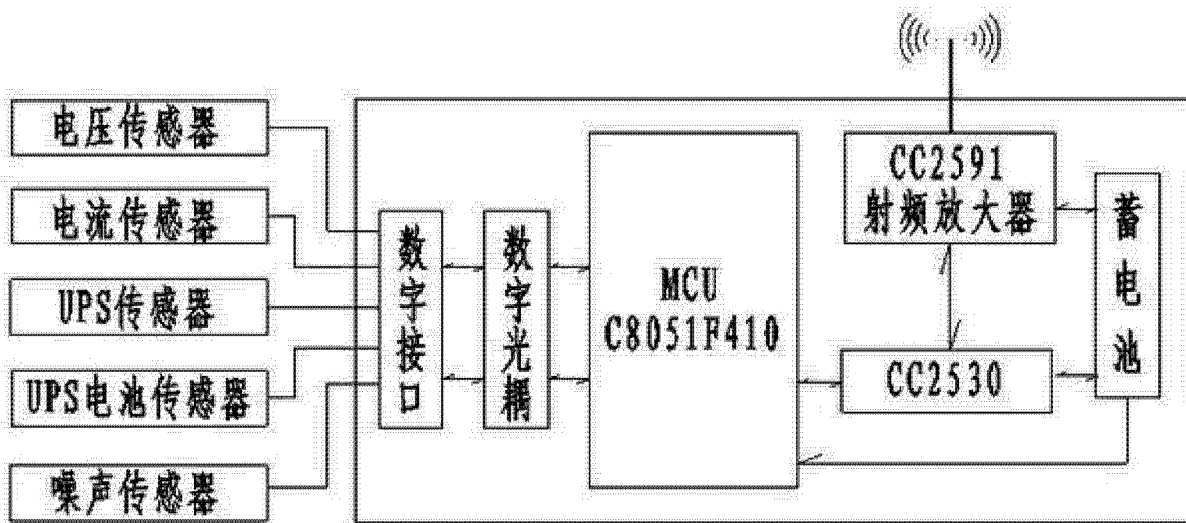 电压传感器
电流传感器
UPS传感器
UPS电池传感器
噪声传感器
数字接口
数字光耦
MCU
C8051F410
CC2591
射频放大器
CC2530
蓄电池